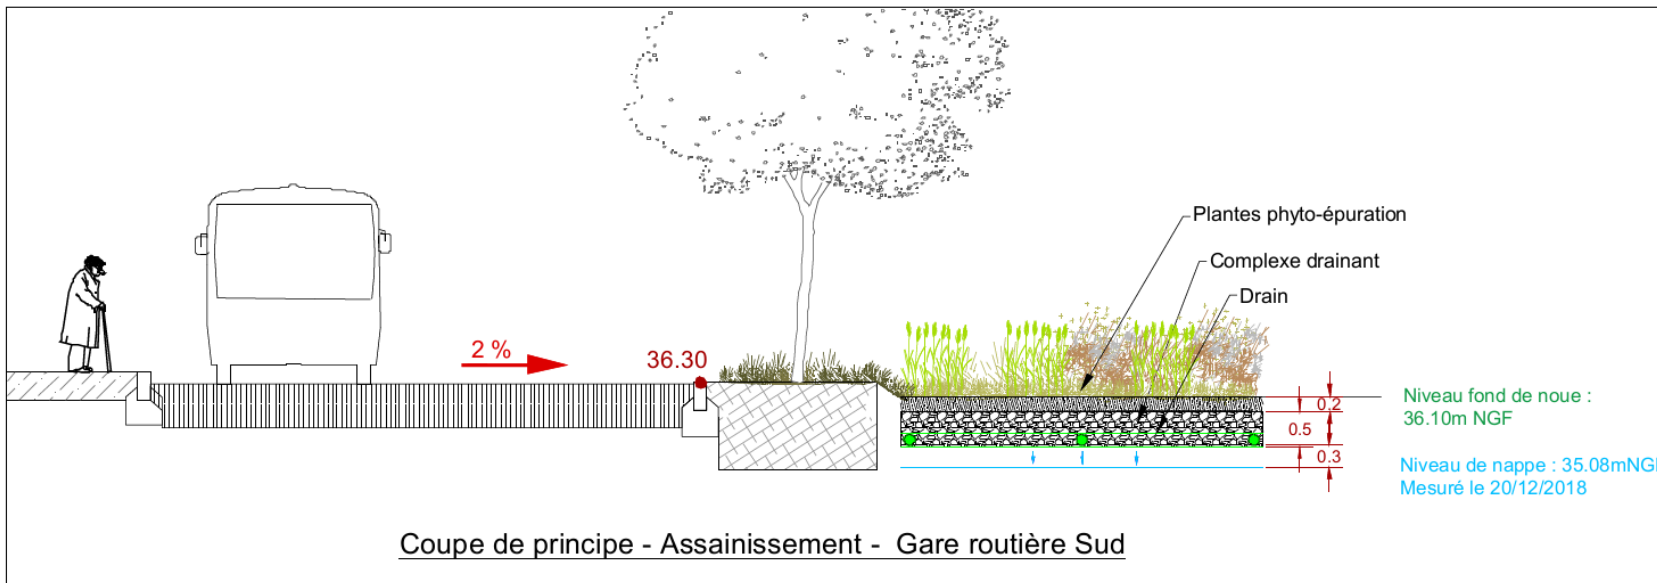 Plantes phyto-épuration
Complexe drainant
Drain
2 %
36.30
0.2
0.5
0.3
Niveau fond de noue :
36.10m NGF
Niveau de nappe : 35.08mNG
Mesuré le 20/12/2018
Coupe de principe - Assainissement - Gare routière Sud